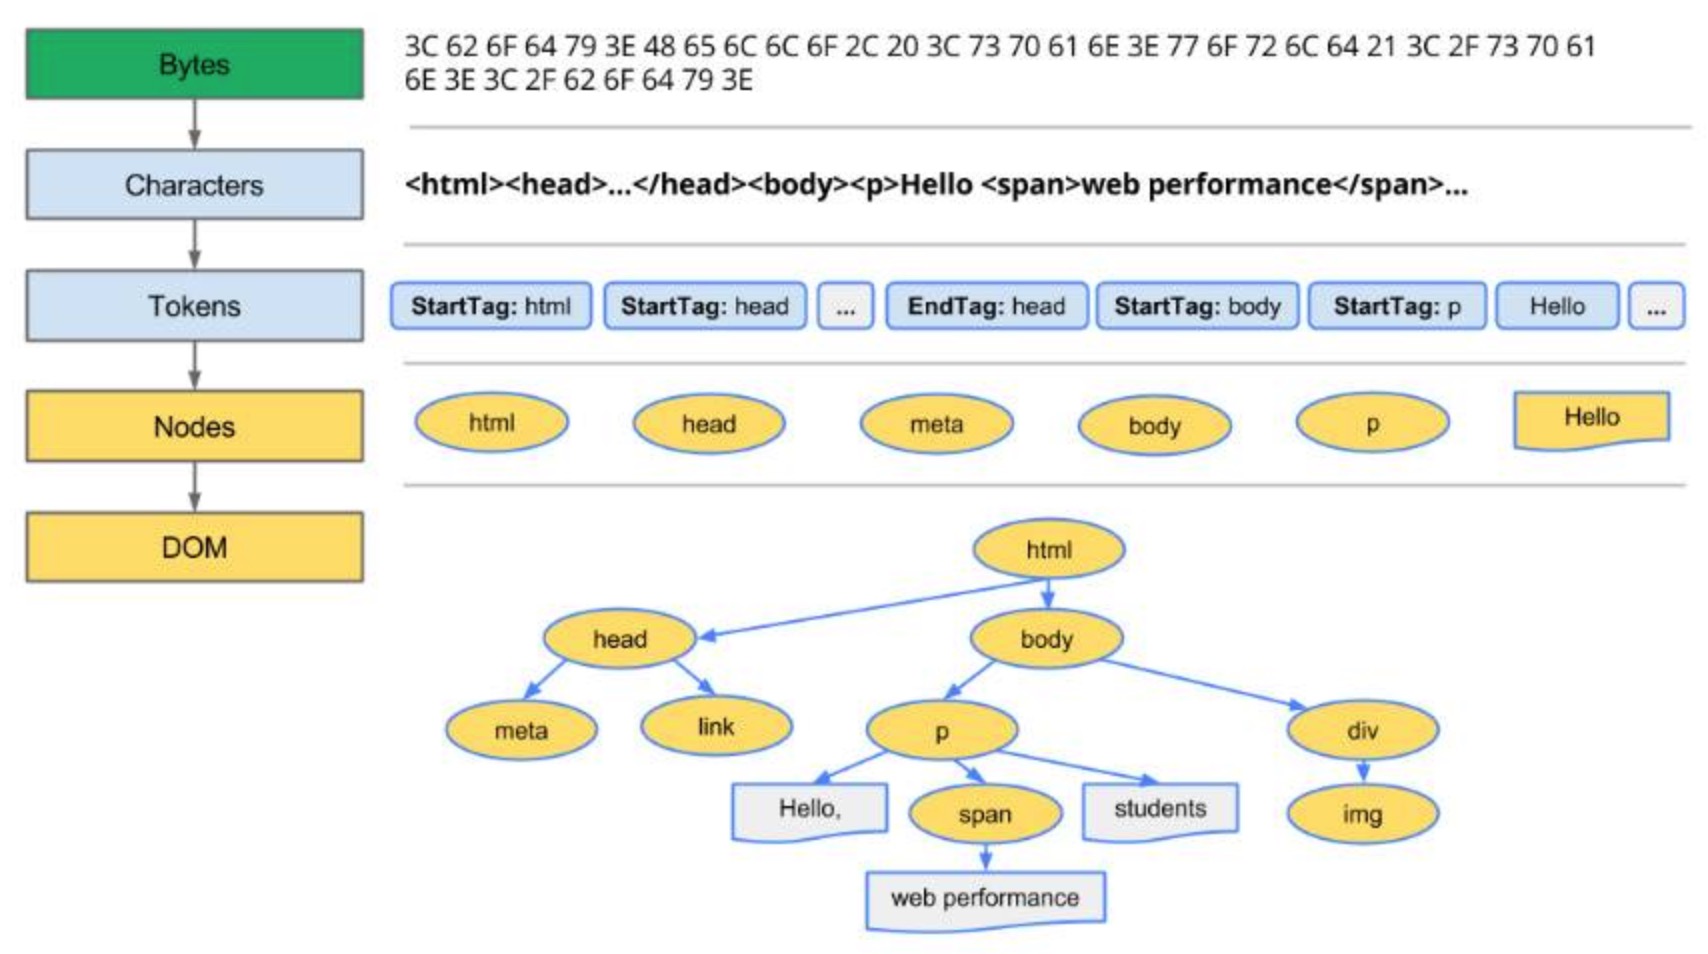 Bytes
3C 62 6F 64 79 3E 48 65 6C 6C 6F 2C 20 3C 73 70 61 6E 3E 77 6F 72 6C 64 21 3C 2F 73 70 61
6E 3E 3C 2F 62 6F 64 79 3E
Characters
<html><head>...</head><body><p>Hello <span>web performance</span>...
Tokens
StartTag: html
StartTag: head
...
EndTag: head
StartTag: body
StartTag: p
Hello
...
Nodes
html
head
meta
body
p
Hello
DOM
html
head
body
meta
link
p
div
Hello,
span
students
img
web performance